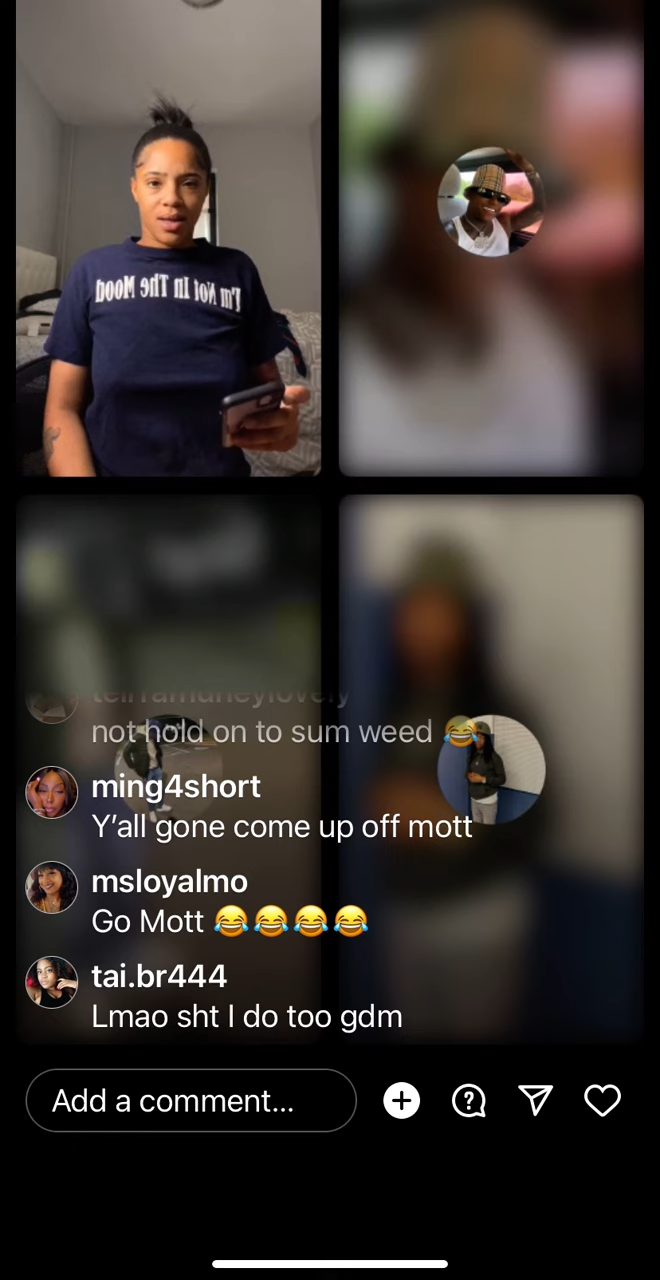 I'm Not In The Mood
not hold on to sum weed 😂
ming4short
Y'all gone come up off mott
msloyalmo
Go Mott 😂😂😂😂
tai.br444
Lmao sht I do too gdm
Add a comment...